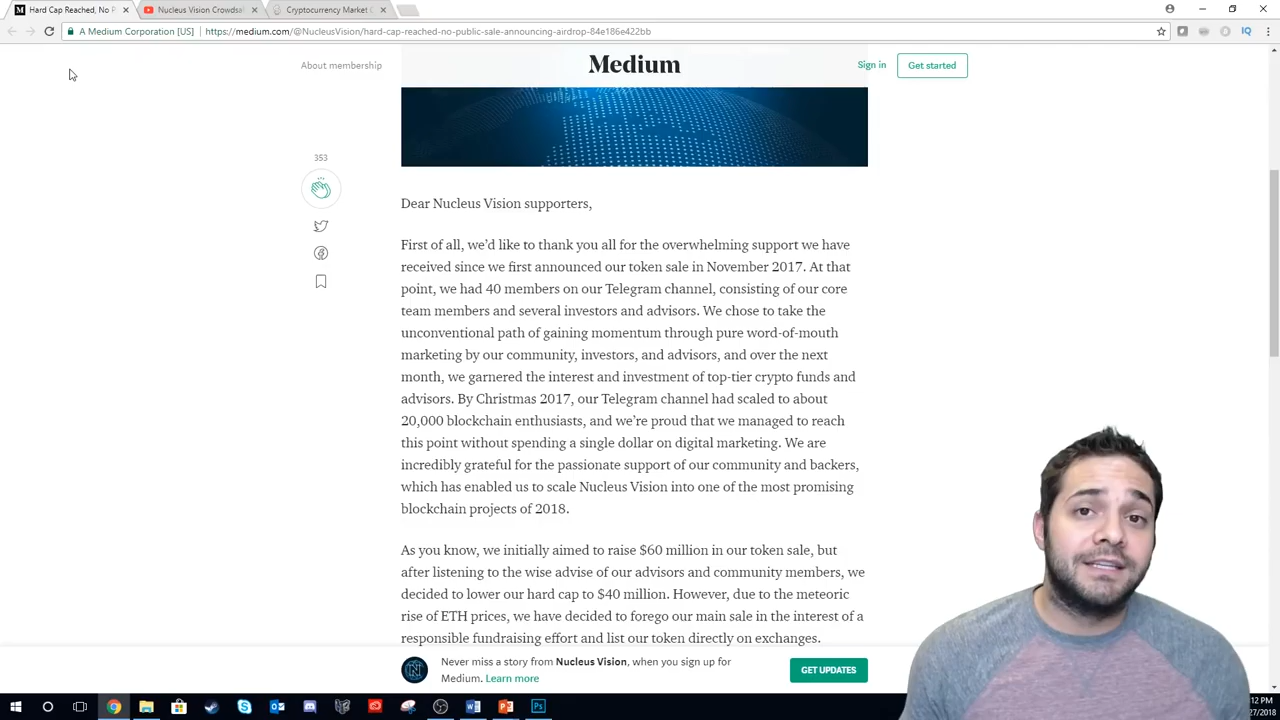 Hard Cap Reached, No P
Nucleus Vision Crowdsal
Cryptocurrency Market C
A Medium Corporation [US]
https://medium.com/@NucleusVision/hard-cap-reached-no-public-sale-announcing-airdrop-84e186e422bb
About membership
Medium
Sign in
Get started
353
Dear Nucleus Vision supporters,
First of all, we’d like to thank you all for the overwhelming support we have
received since we first announced our token sale in November 2017. At that
point, we had 40 members on our Telegram channel, consisting of our core
team members and several investors and advisors. We chose to take the
unconventional path of gaining momentum through pure word-of-mouth
marketing by our community, investors, and advisors, and over the next
month, we garnered the interest and investment of top-tier crypto funds and
advisors. By Christmas 2017, our Telegram channel had scaled to about
20,000 blockchain enthusiasts, and we’re proud that we managed to reach
this point without spending a single dollar on digital marketing. We are
incredibly grateful for the passionate support of our community and backers,
which has enabled us to scale Nucleus Vision into one of the most promising
blockchain projects of 2018.
As you know, we initially aimed to raise $60 million in our token sale, but
after listening to the wise advise of our advisors and community members, we
decided to lower our hard cap to $40 million. However, due to the meteoric
rise of ETH prices, we have decided to forego our main sale in the interest of a
responsible fundraising effort and list our token directly on exchanges.
Never miss a story from Nucleus Vision, when you sign up for
Medium. Learn more
GET UPDATES
:12 PM
27/2018